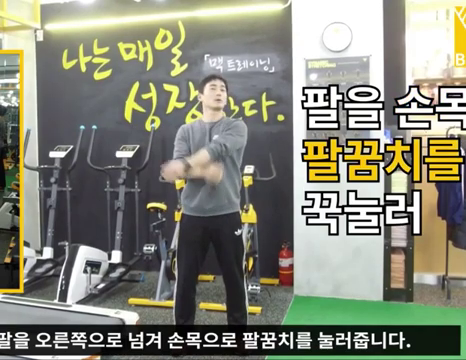 나는 매일
「맥트레이닝」
성장한다.
팔을 손목
팔꿈치를
꾹눌러
팔을 오른쪽으로 넘겨 손목으로 팔꿈치를 눌러줍니다.